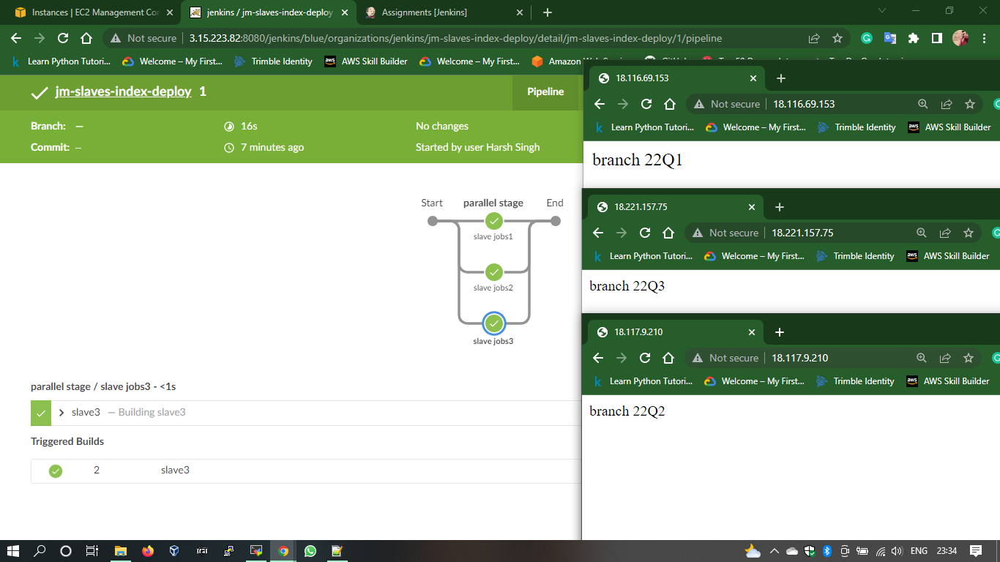 Instances | EC2 Management Cor
jenkins / jm-slaves-index-deploy
Assignments [Jenkins]
Not secure
3.15.223.82:8080/jenkins/blue/organizations/jenkins/jm-slaves-index-deploy/detail/jm-slaves-index-deploy/1/pipeline
Learn Python Tutori...
Welcome – My First...
Trimble Identity
AWS Skill Builder
Welcome – My First...
Amazon
jm-slaves-index-deploy 1
Pipeline
Branch: —
16s
No changes
Commit: –
7 minutes ago
Started by user Harsh Singh
Start
parallel stage
End
slave jobs1
slave jobs2
slave jobs3
parallel stage / slave jobs3 - <1s
slave3 — Building slave3
Triggered Builds
2
slave3
18.116.69.153
Not secure
18.116.69.153
Learn Python Tutori...
Welcome – My First...
Trimble Identity
aws
AWS Skill Builder
branch 22Q1
18.221.157.75
Not secure
18.221.157.75
Learn Python Tutori...
Welcome – My First...
Trimble Identity
aws
AWS Skill Builder
branch 22Q3
18.117.9.210
Not secure
18.117.9.210
Learn Python Tutori...
Welcome – My First...
Trimble Identity
aws
AWS Skill Builder
branch 22Q2
ENG
23:34